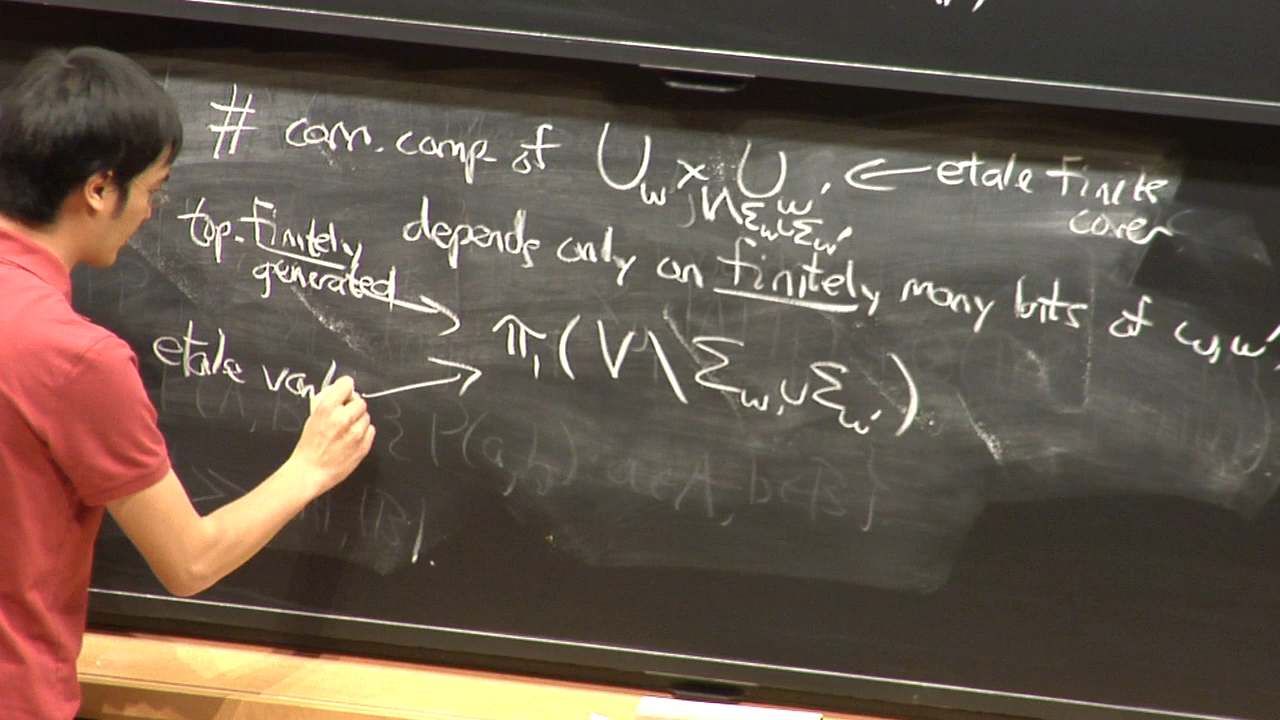 # conn. comp. of U_w ×_{V\Σ_w∪Σ_w'} U_w' ⇐ etale finite cover
top. finitely generated → depends only on finitely many bits of w, w'
etale van → π_1(V\Σ_w∪Σ_w')
P(a,b) a∈A, b∈B}
|B|.